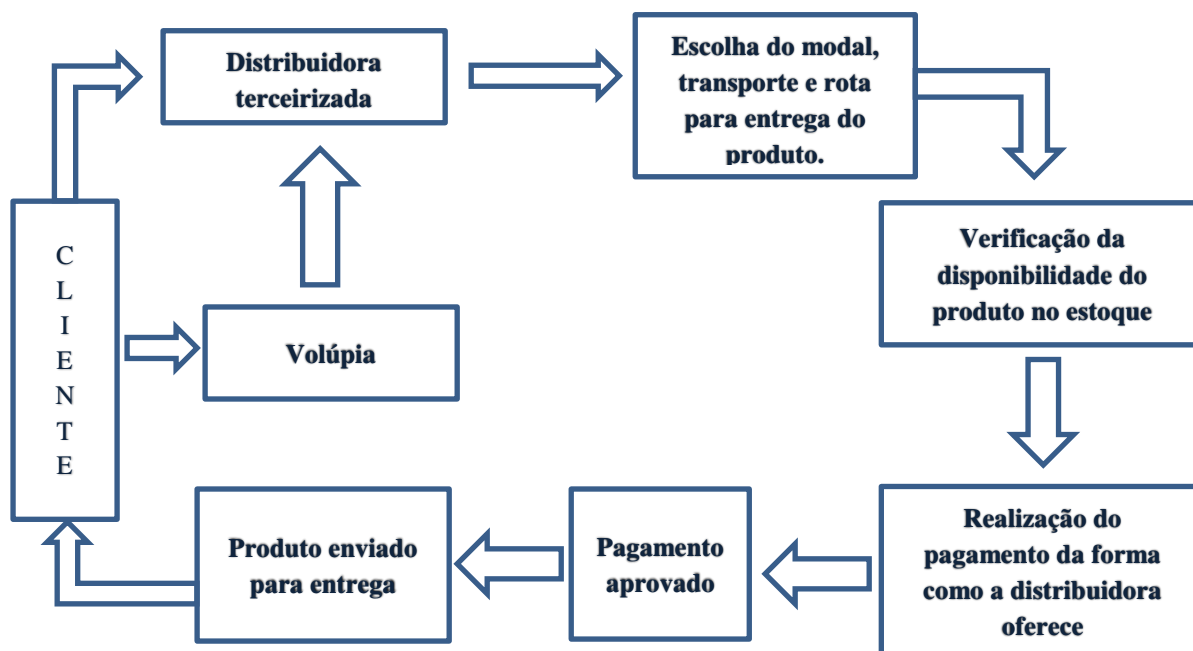 Distribuidora
terceirizada
Escolha do modal,
transporte e rota
para entrega do
produto.
Verificação da
disponibilidade do
produto no estoque
C
L
I
E
N
T
E
Volúpia
Realização do
pagamento da forma
como a distribuidora
oferece
Pagamento
aprovado
Produto enviado
para entrega